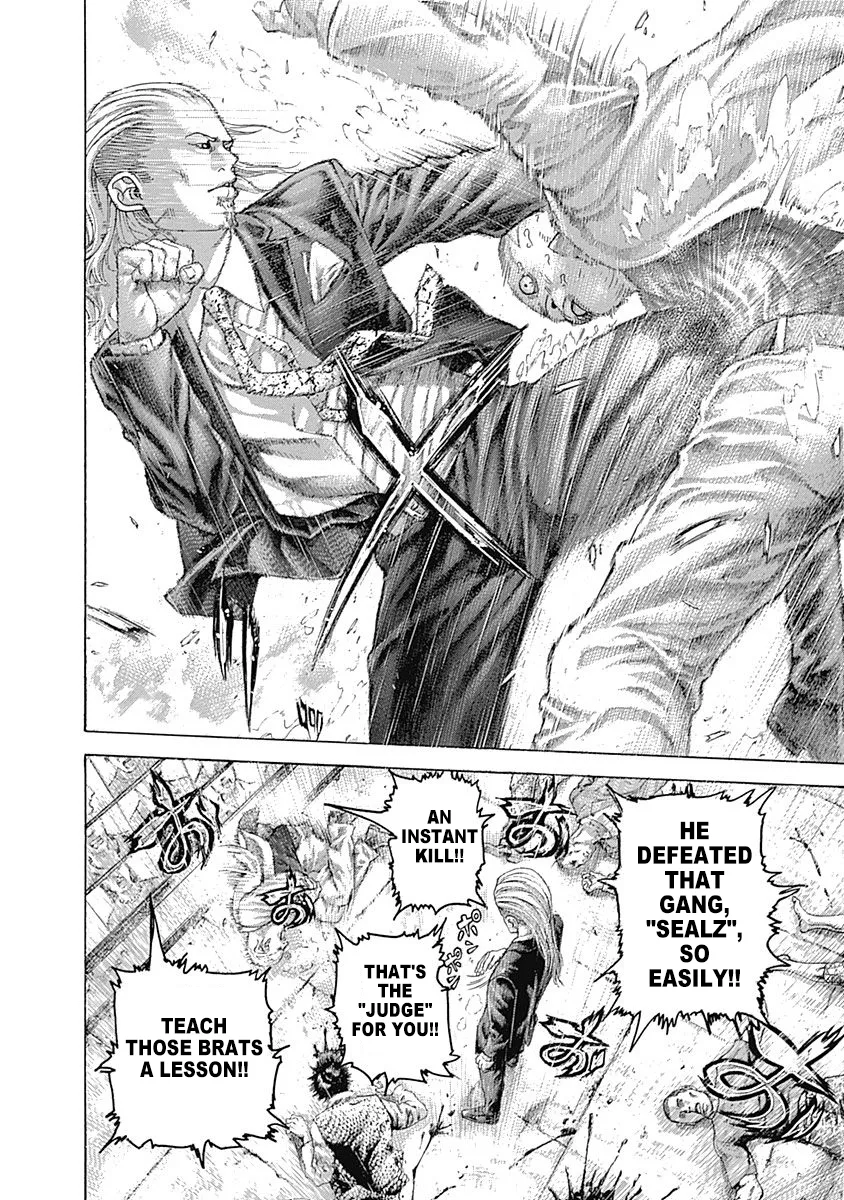 HE
DEFEATED
THAT
GANG,
"SEALZ",
SO
EASILY!!
AN
INSTANT
KILL!!
THAT'S
THE
"JUDGE"
FOR YOU!!
TEACH
THOSE BRATS
A LESSON!!